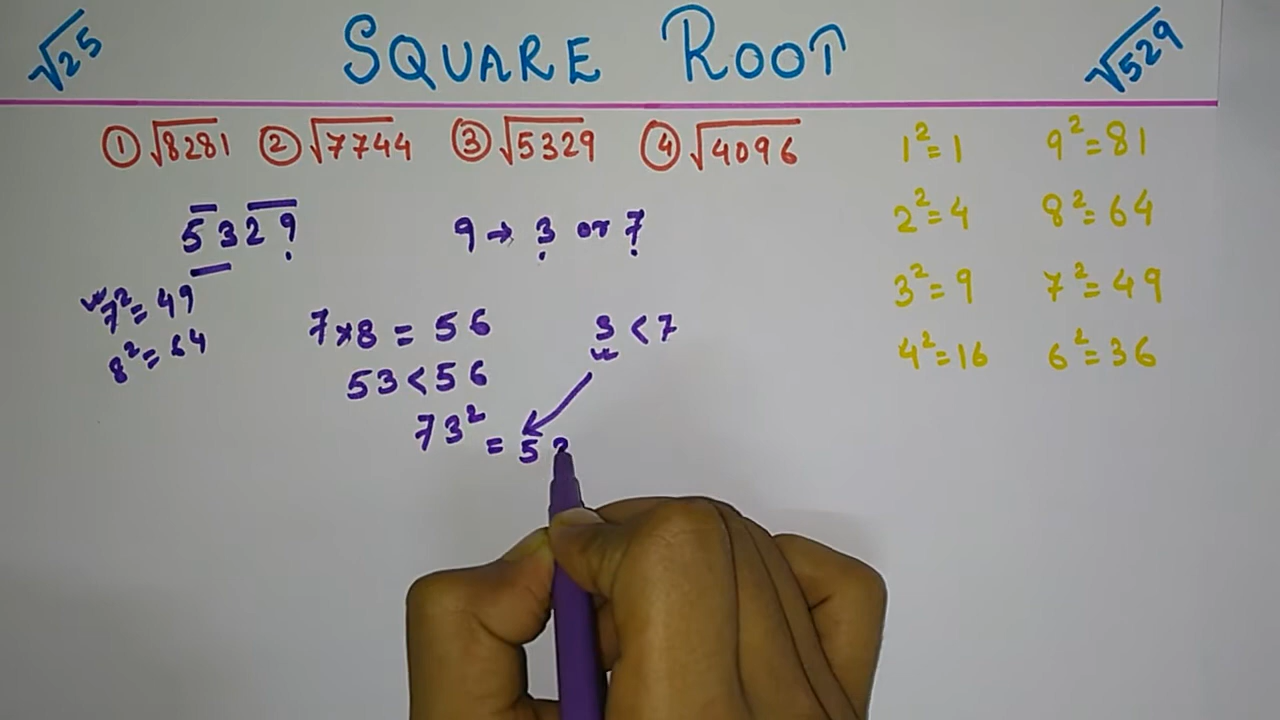 √25 SQUARE ROOT √529
① √8281 ② √7744 ③ √5329 ④ √4096
1²=1 9²=81
2²=4 8²=64
3²=9 7²=49
4²=16 6²=36
5329 9→ 3 or 7
7²=49
8²=64
7×8=56 3<7
53<56
73² = 53